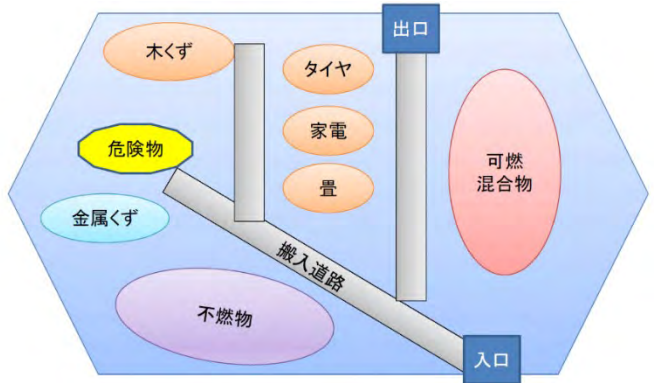 出口
木くず
タイヤ
家電
危険物
可燃
混合物
畳
金属くず
搬入道路
不燃物
入口